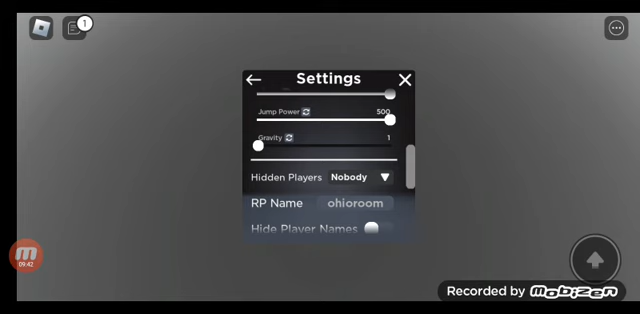 1
Settings
Jump Power 500
Gravity 1
Hidden Players Nobody
RP Name ohioroom
Hide Player Names
09:42
Recorded by Mobizen